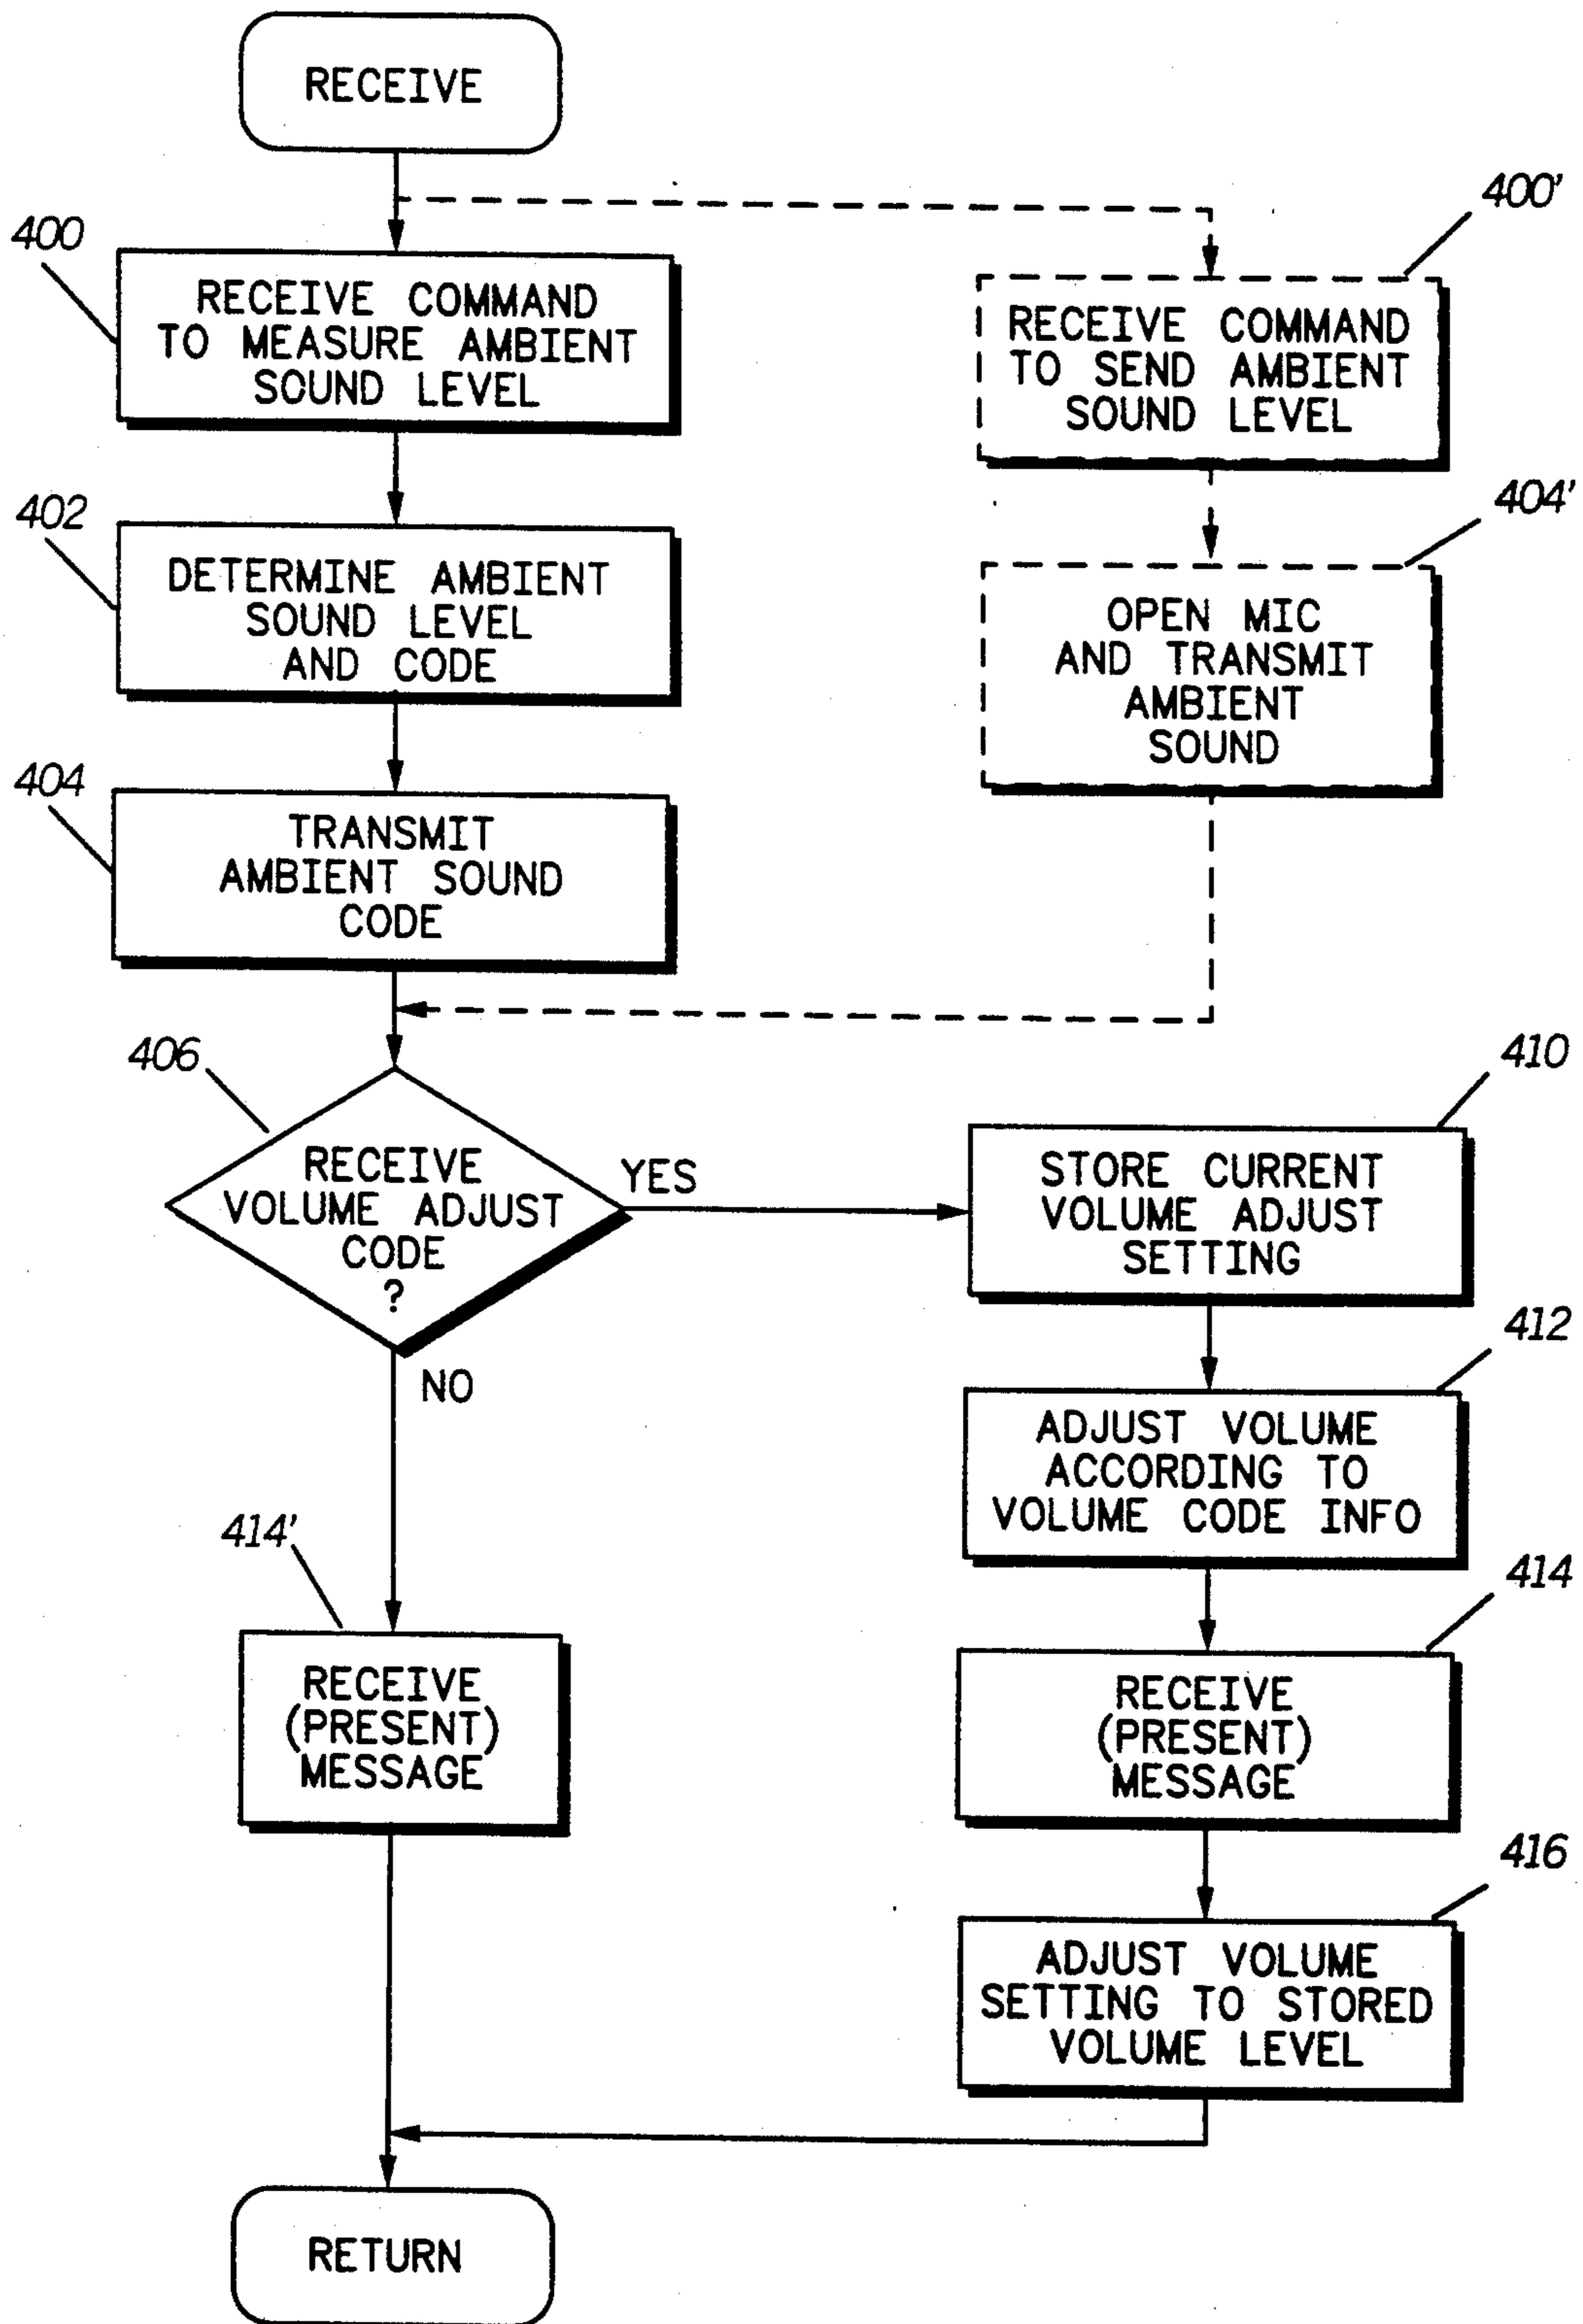 RECEIVE
400
RECEIVE COMMAND
TO MEASURE AMBIENT
SOUND LEVEL
400'
RECEIVE COMMAND
TO SEND AMBIENT
SOUND LEVEL
402
DETERMINE AMBIENT
SOUND LEVEL
AND CODE
404'
OPEN MIC
AND TRANSMIT
AMBIENT
SOUND
404
TRANSMIT
AMBIENT SOUND
CODE
406
RECEIVE
VOLUME ADJUST
CODE
?
YES
NO
410
STORE CURRENT
VOLUME ADJUST
SETTING
412
ADJUST VOLUME
ACCORDING TO
VOLUME CODE INFO
414'
RECEIVE
(PRESENT)
MESSAGE
414
RECEIVE
(PRESENT)
MESSAGE
416
ADJUST VOLUME
SETTING TO STORED
VOLUME LEVEL
RETURN